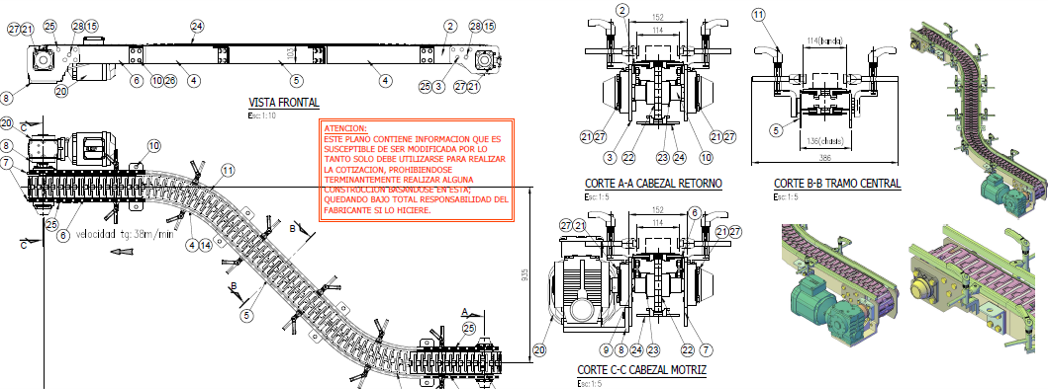 27 21 25 28 15 24 2 28 15
103
8 20 6 10 26 4 5 4 25 3 27 21
VISTA FRONTAL
Esc:1:10
ATENCION:
ESTE PLANO CONTIENE INFORMACION QUE ES
SUSCEPTIBLE DE SER MODIFICADA POR LO
TANTO SOLO DEBE UTILIZARSE PARA REALIZAR
LA COTIZACION, PROHIBIENDOSE
TERMINANTEMENTE REALIZAR ALGUNA
CONSTRUCCION BASANDOSE EN ESTA;
QUEDANDO BAJO TOTAL RESPONSABILIDAD DEL
FABRICANTE SI LO HICIERE.
C
20
8
7
10
11
25
6
velocidad tg: 38m/min
C
4 14
B
B
5
A
25
935
2
152
114
21 27 21 27
3 22 23 24 10
CORTE A-A CABEZAL RETORNO
Esc:1:5
11
114(banda)
5
136(chasis)
386
CORTE B-B TRAMO CENTRAL
Esc:1:5
152
6
27 21 114 21 27
20 9 8 24 23 22 7
CORTE C-C CABEZAL MOTRIZ
Esc:1:5